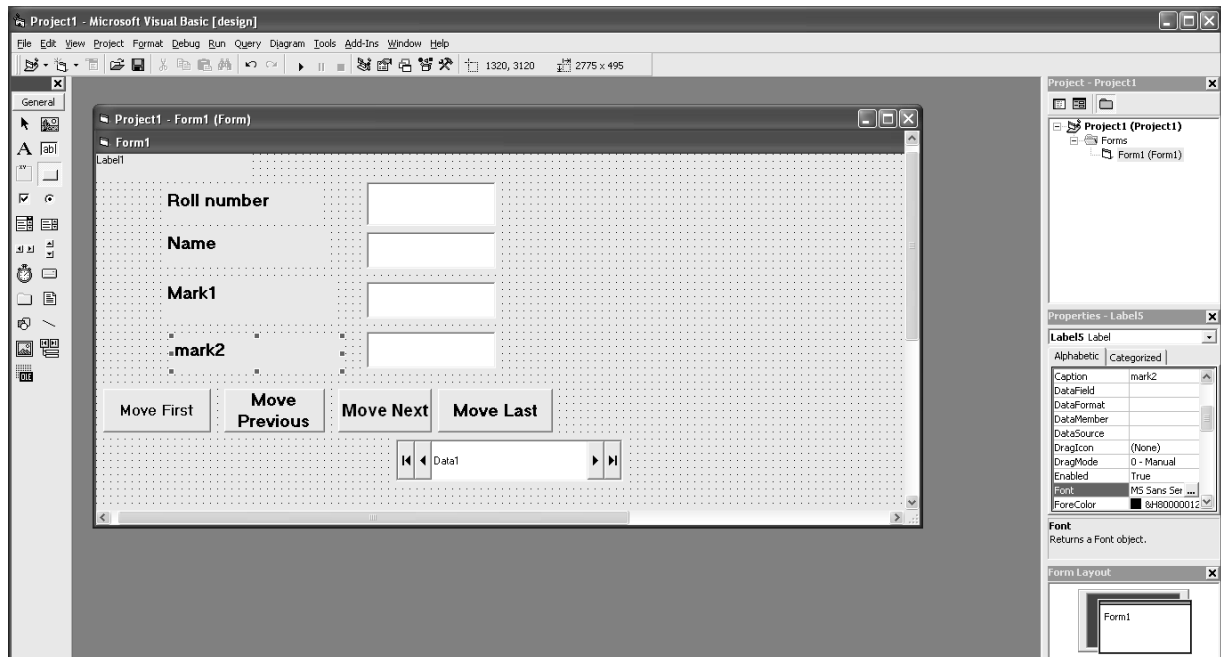 Project1 - Microsoft Visual Basic [design]
File Edit View Project Format Debug Run Query Diagram Tools Add-Ins Window Help
1320, 3120 2775 x 495
General
A ab|
XY
OLE
Project1 - Form1 (Form)
Form1
Label1
Roll number
Name
Mark1
mark2
Move First
Move Previous
Move Next
Move Last
Data1
Project - Project1
Project1 (Project1)
Forms
Form1 (Form1)
Properties - Label5
Label5 Label
Alphabetic Categorized
Caption mark2
DataField
DataFormat
DataMember
DataSource
DragIcon (None)
DragMode 0 - Manual
Enabled True
Font MS Sans Ser ...
ForeColor &H80000012
Font
Returns a Font object.
Form Layout
Form1